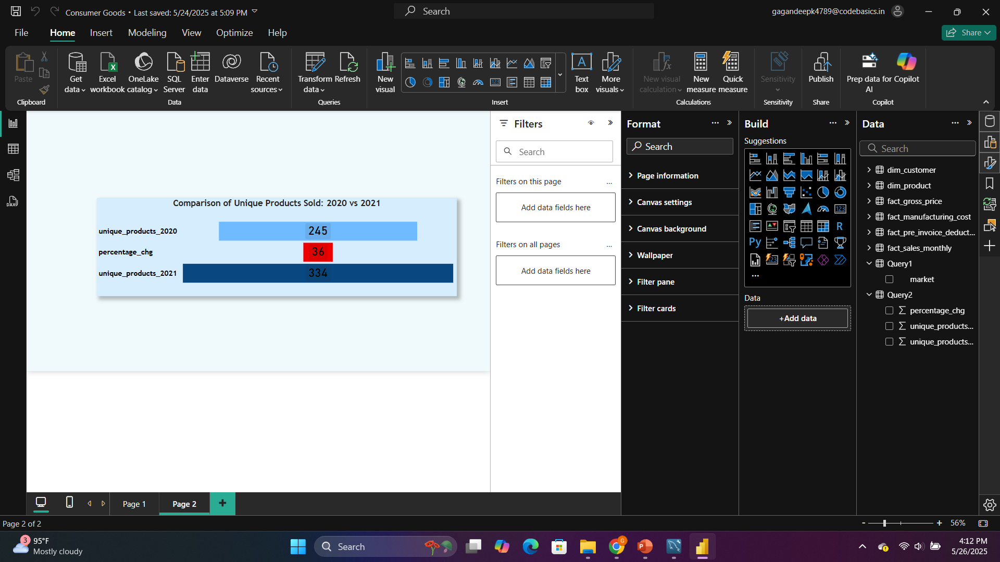 Consumer Goods • Last saved: 5/24/2025 at 5:09 PM
Search
gagandeepk4789@codebasics.in
File Home Insert Modeling View Optimize Help
Share
Paste
Clipboard
Get data
Excel workbook
OneLake catalog
SQL Server
Enter data
Dataverse
Recent sources
Data
Transform data
Refresh
Queries
New visual
Text box
More visuals
Insert
New visual calculation
New measure
Quick measure
Calculations
Sensitivity
Sensitivity
Publish
Share
Prep data for AI
Copilot
Copilot
DAX
Comparison of Unique Products Sold: 2020 vs 2021
unique_products_2020 245
percentage_chg 36
unique_products_2021 334
Filters
Search
Filters on this page
...
Add data fields here
Filters on all pages
...
Add data fields here
Format
Search
Page information
Canvas settings
Canvas background
Wallpaper
Filter pane
Filter cards
Build
Suggestions
123
R
Py
123
...
Data
+Add data
Data
Search
dim_customer
dim_product
fact_gross_price
fact_manufacturing_cost
fact_pre_invoice_deduct...
fact_sales_monthly
Query1
market
Query2
Σ percentage_chg
Σ unique_products...
Σ unique_products...
Page 1
Page 2
+
Page 2 of 2
- + 56%
3
95°F
Mostly cloudy
Search
G
P
4:12 PM
5/26/2025